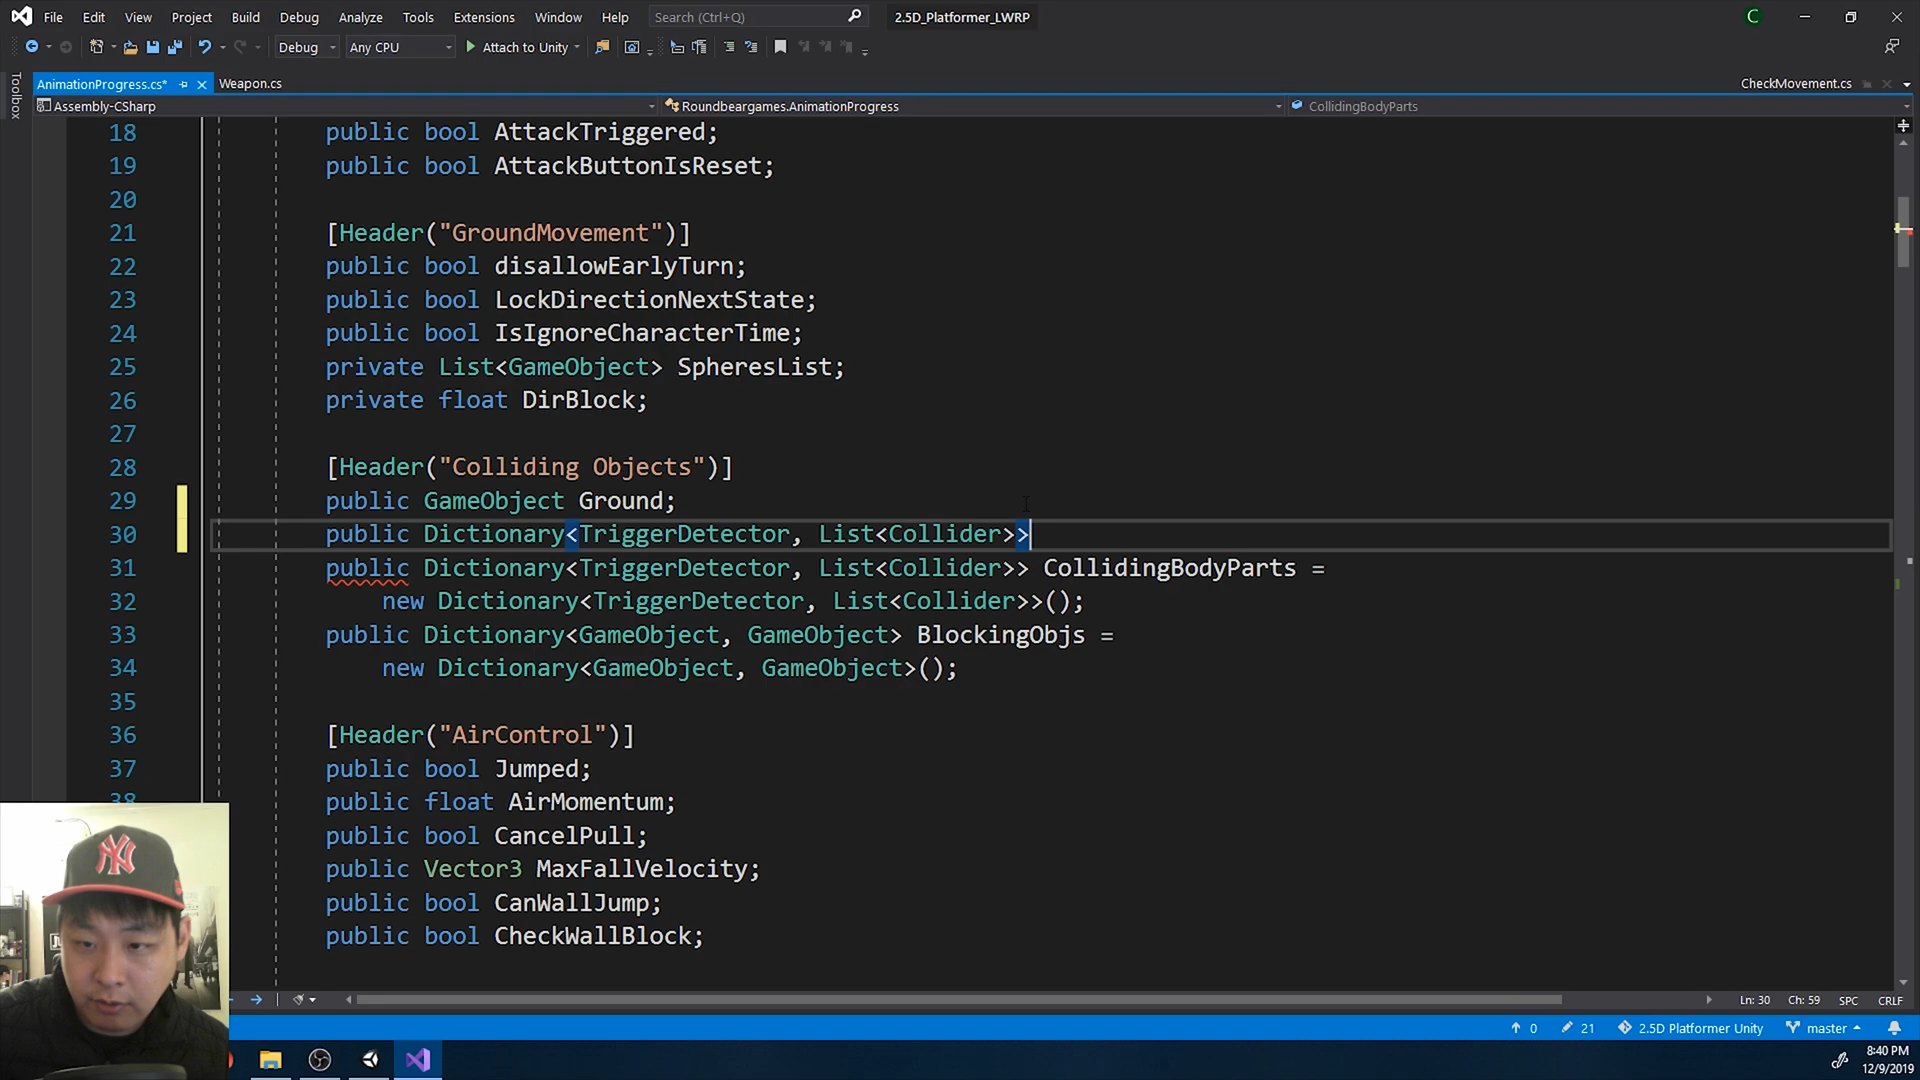 File Edit View Project Build Debug Analyze Tools Extensions Window Help Search (Ctrl+Q) 2.5D_Platformer_LWRP C
Debug Any CPU Attach to Unity
Toolbox
AnimationProgress.cs* Weapon.cs CheckMovement.cs
Assembly-CSharp Roundbeargames.AnimationProgress CollidingBodyParts
18 public bool AttackTriggered;
19 public bool AttackButtonIsReset;
20
21 [Header("GroundMovement")]
22 public bool disallowEarlyTurn;
23 public bool LockDirectionNextState;
24 public bool IsIgnoreCharacterTime;
25 private List<GameObject> SpheresList;
26 private float DirBlock;
27
28 [Header("Colliding Objects")]
29 public GameObject Ground;
30 public Dictionary<TriggerDetector, List<Collider>>
31 public Dictionary<TriggerDetector, List<Collider>> CollidingBodyParts =
32 new Dictionary<TriggerDetector, List<Collider>>();
33 public Dictionary<GameObject, GameObject> BlockingObjs =
34 new Dictionary<GameObject, GameObject>();
35
36 [Header("AirControl")]
37 public bool Jumped;
38 public float AirMomentum;
public bool CancelPull;
public Vector3 MaxFallVelocity;
public bool CanWallJump;
public bool CheckWallBlock;
Ln: 30 Ch: 59 SPC CRLF
0 21 2.5D Platformer Unity master
8:40 PM
12/9/2019